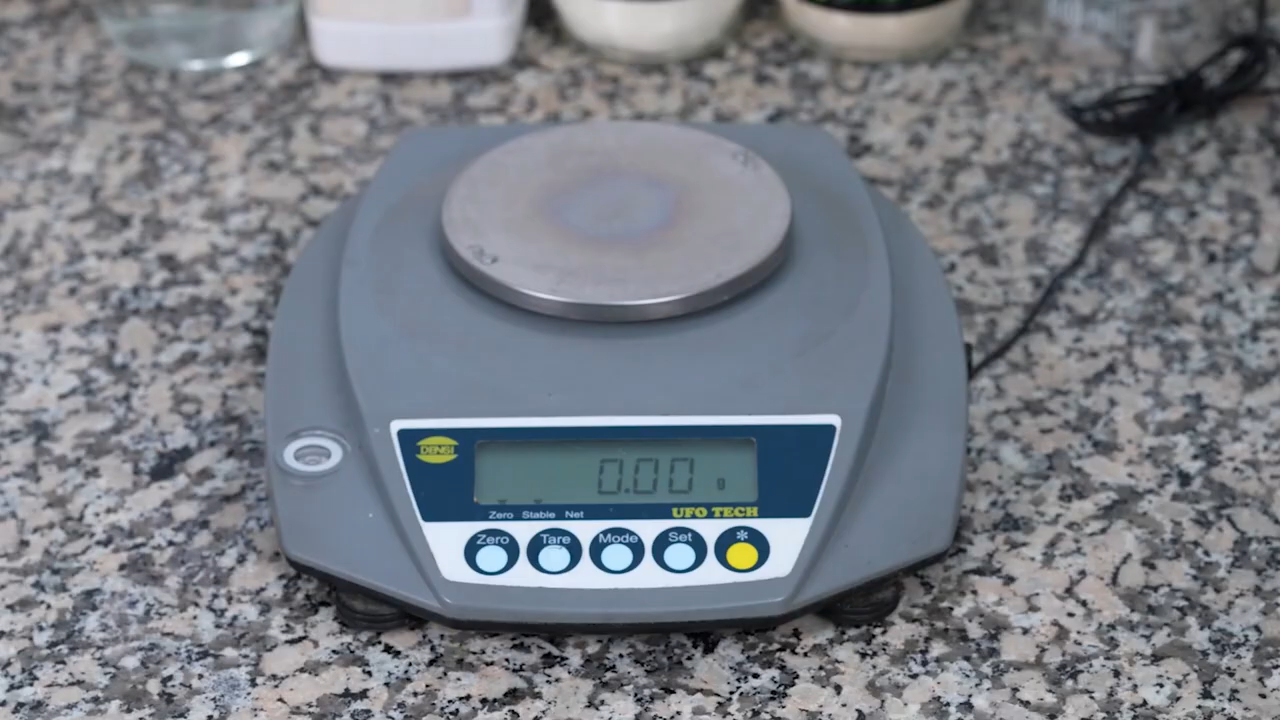 DENSI
0.00 g
Zero Stable Net
UFO TECH
Zero Tare Mode Set *